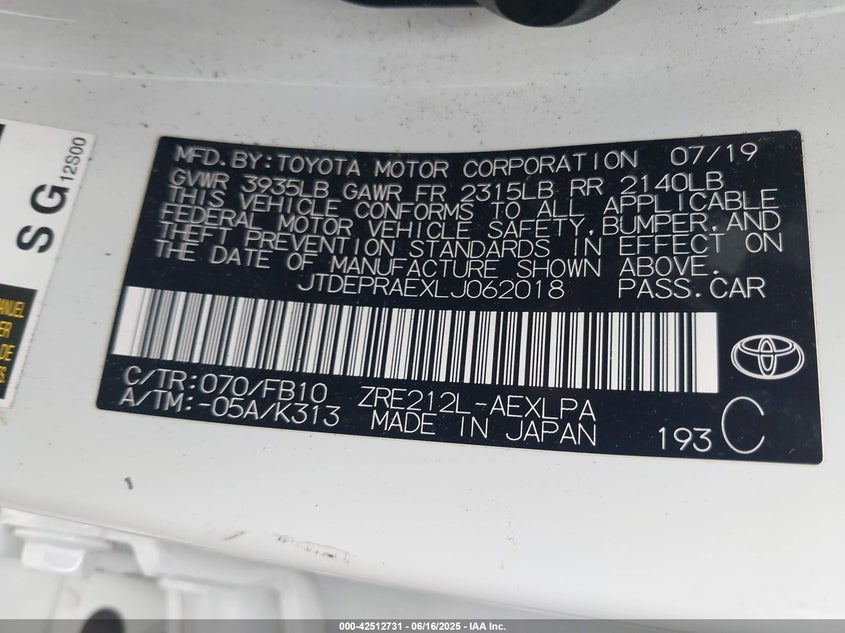 MFD.BY:TOYOTA MOTOR CORPORATION 07/19
GVWR 3935LB GAWR FR 2315LB RR 2140LB
THIS VEHICLE CONFORMS TO ALL APPLICABLE
FEDERAL MOTOR VEHICLE SAFETY,BUMPER,AND
THEFT PREVENTION STANDARDS IN EFFECT ON
THE DATE OF MANUFACTURE SHOWN ABOVE.
JTDEPRAEXLJ062018 PASS.CAR
C/TR:070/FB10 ZRE212L-AEXLPA
A/TM:-05A/K313 MADE IN JAPAN 193 C
SG
12S00
MANUEL
DE
000-42512731 - 06/16/2025 - IAA Inc.